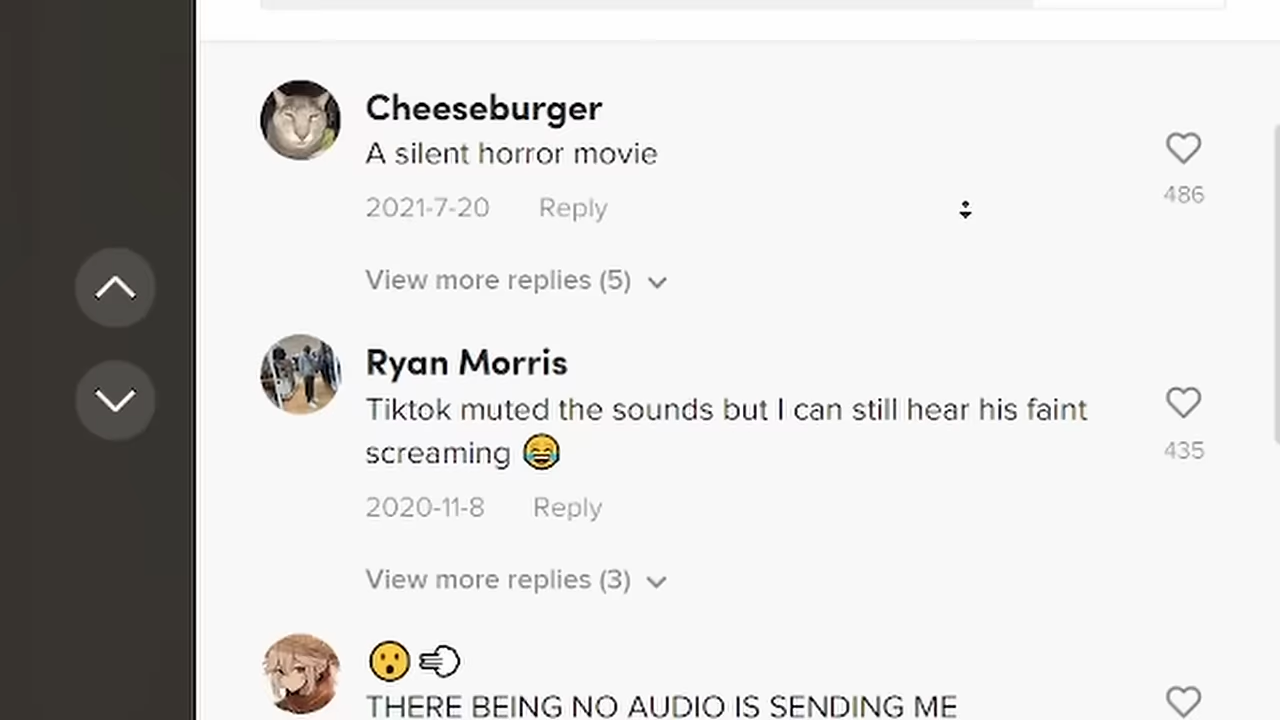 Cheeseburger
A silent horror movie
2021-7-20 Reply
486
View more replies (5)
Ryan Morris
Tiktok muted the sounds but I can still hear his faint
screaming 😂
435
2020-11-8 Reply
View more replies (3)
😮💨
THERE BEING NO AUDIO IS SENDING ME